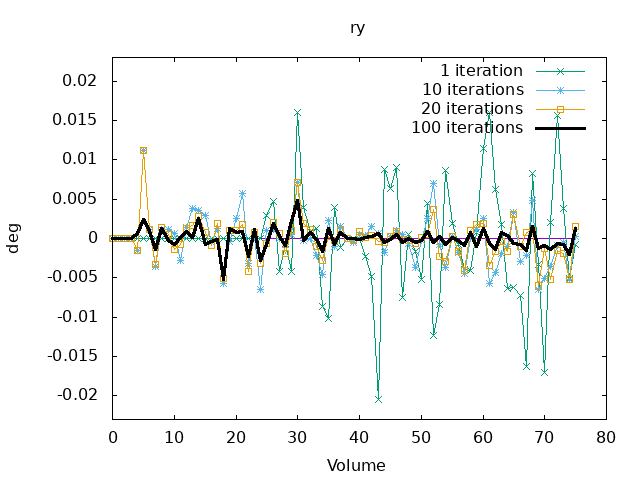 ry
0.02
0.015
0.01
0.005
0
-0.005
-0.01
-0.015
-0.02
deg
1 iteration
10 iterations
20 iterations
100 iterations
0 10 20 30 40 50 60 70 80
Volume